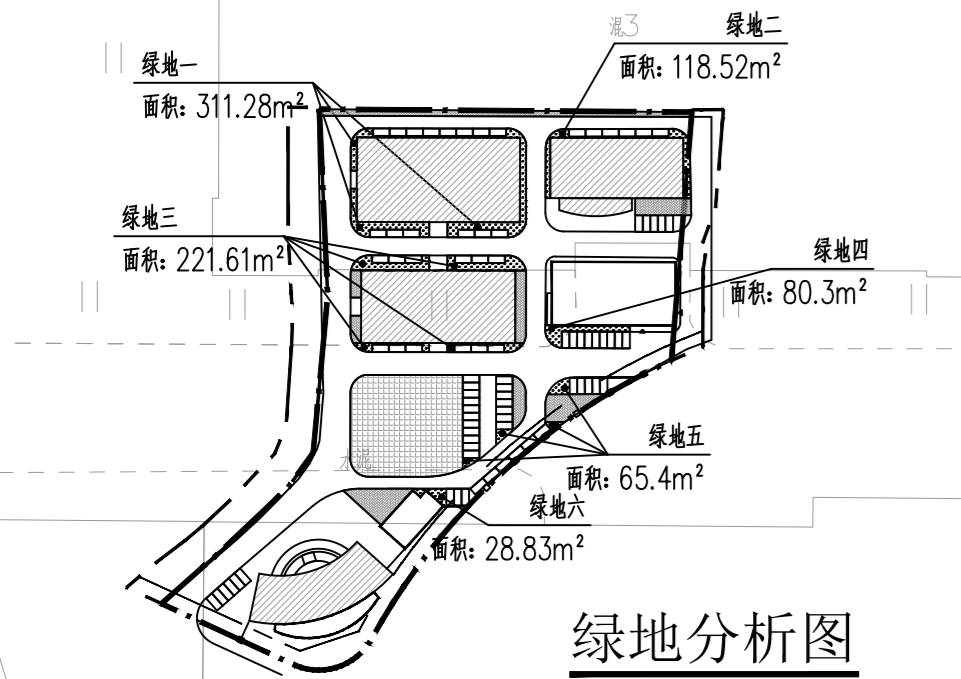 混3
绿地二
面积: 118.52m²
绿地一
面积: 311.28m²
绿地三
面积: 221.61m²
绿地四
面积: 80.3m²
绿地五
面积: 65.4m²
水泥
绿地六
面积: 28.83m²
绿地分析图